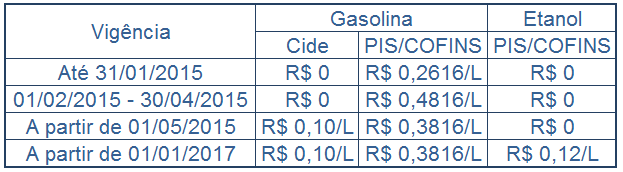 Vigência Gasolina Etanol
Cide PIS/COFINS PIS/COFINS
Até 31/01/2015 R$ 0 R$ 0,2616/L R$ 0
01/02/2015 - 30/04/2015 R$ 0 R$ 0,4816/L R$ 0
A partir de 01/05/2015 R$ 0,10/L R$ 0,3816/L R$ 0
A partir de 01/01/2017 R$ 0,10/L R$ 0,3816/L R$ 0,12/L